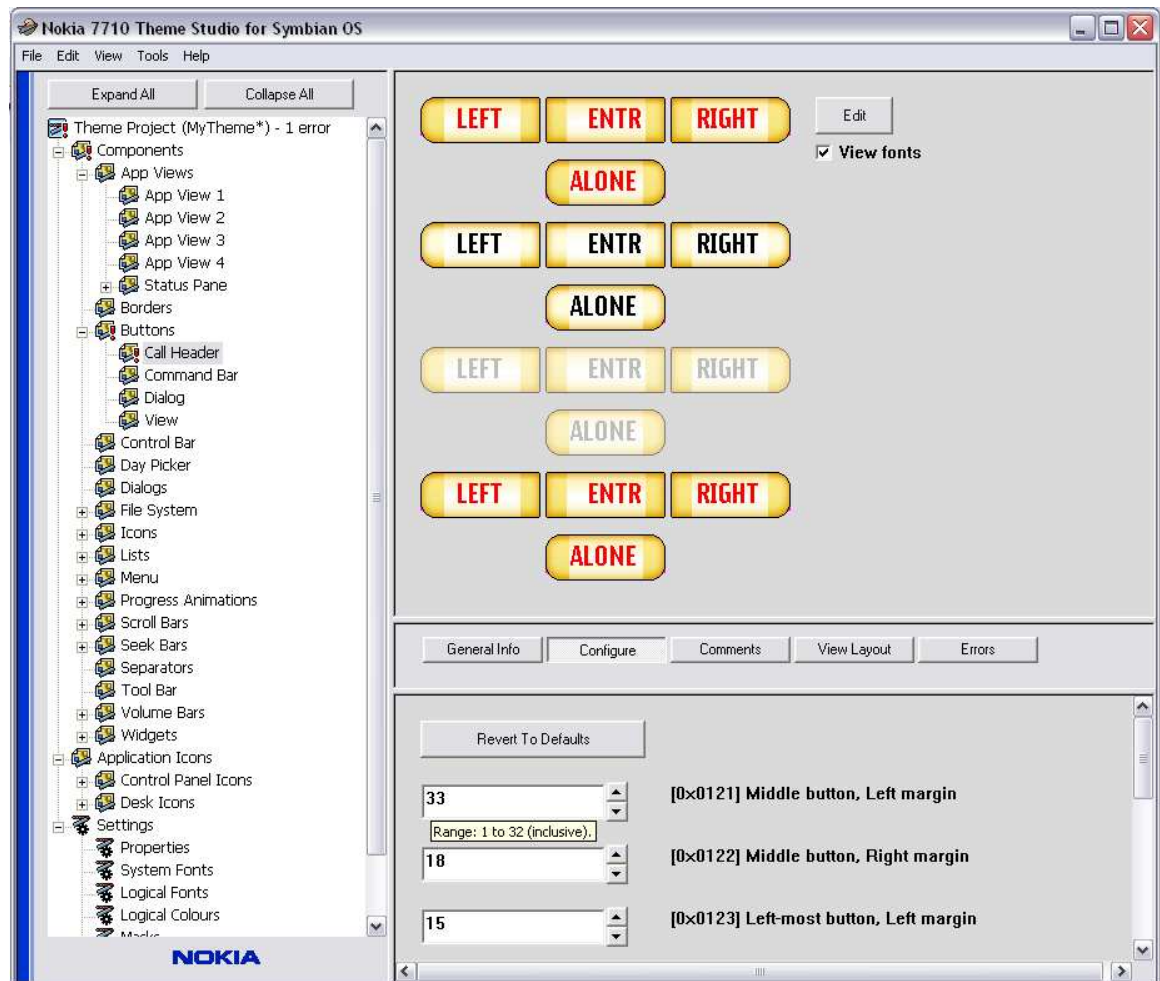 Nokia 7710 Theme Studio for Symbian OS
File Edit View Tools Help
Expand All Collapse All
Theme Project (MyTheme*) - 1 error
Components
App Views
App View 1
App View 2
App View 3
App View 4
Status Pane
Borders
Buttons
Call Header
Command Bar
Dialog
View
Control Bar
Day Picker
Dialogs
File System
Icons
Lists
Menu
Progress Animations
Scroll Bars
Seek Bars
Separators
Tool Bar
Volume Bars
Widgets
Application Icons
Control Panel Icons
Desk Icons
Settings
Properties
System Fonts
Logical Fonts
Logical Colours
Masks
NOKIA
LEFT ENTR RIGHT
ALONE
LEFT ENTR RIGHT
ALONE
LEFT ENTR RIGHT
ALONE
LEFT ENTR RIGHT
ALONE
Edit
View fonts
General Info Configure Comments View Layout Errors
Revert To Defaults
33 [0x0121] Middle button, Left margin
Range: 1 to 32 (inclusive).
18 [0x0122] Middle button, Right margin
15 [0x0123] Left-most button, Left margin